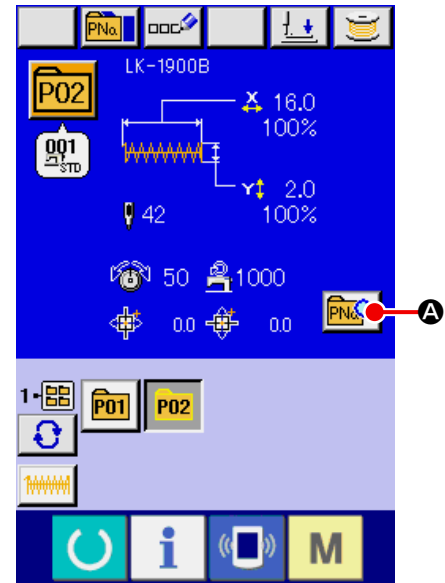 PNo.
LK-1900B
P02
X 16.0
100%
001
STD
Y 2.0
42 100%
50 1000
0.0 0.0
PNo.
A
1
P01 P02
i M